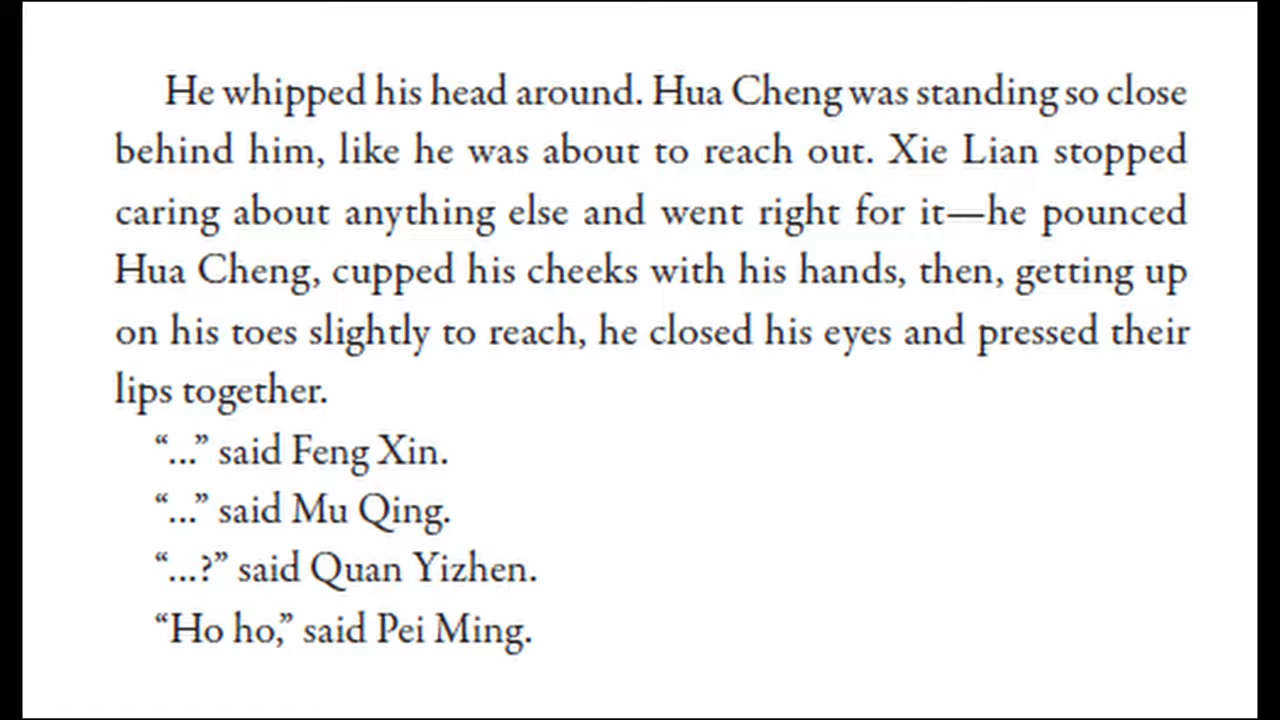 He whipped his head around. Hua Cheng was standing so close
behind him, like he was about to reach out. Xie Lian stopped
caring about anything else and went right for it—he pounced
Hua Cheng, cupped his cheeks with his hands, then, getting up
on his toes slightly to reach, he closed his eyes and pressed their
lips together.
“...” said Feng Xin.
“...” said Mu Qing.
“...?” said Quan Yizhen.
“Ho ho,” said Pei Ming.